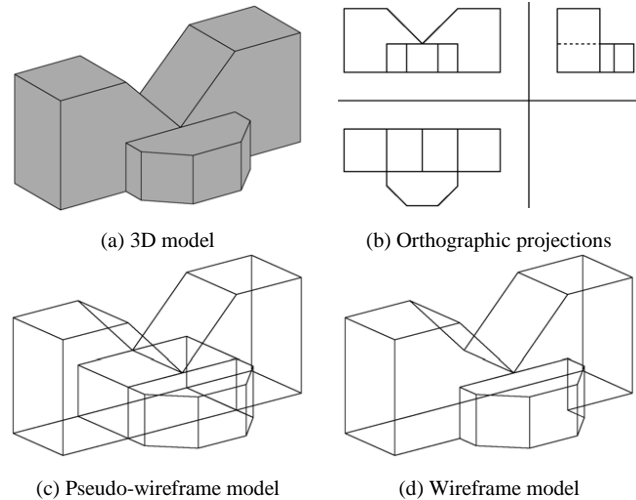 (a) 3D model
(b) Orthographic projections
(c) Pseudo-wireframe model
(d) Wireframe model